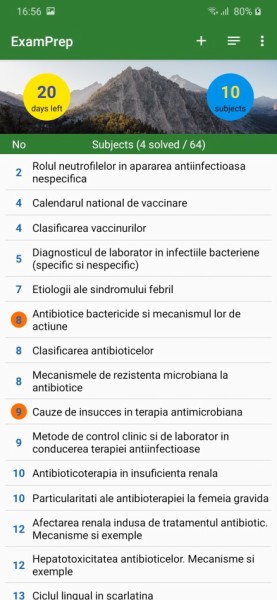 16:56 80%
ExamPrep
20
days left
10
subjects
No Subjects (4 solved / 64)
2 Rolul neutrofilelor in apararea antiinfectioasa
nespecifica
4 Calendarul national de vaccinare
4 Clasificarea vaccinurilor
5 Diagnosticul de laborator in infectiile bacteriene
(specific si nespecific)
7 Etiologii ale sindromului febril
8 Antibiotice bactericide si mecanismul lor de
actiune
8 Clasificarea antibioticelor
8 Mecanismele de rezistenta microbiana la
antibiotice
9 Cauze de insucces in terapia antimicrobiana
9 Metode de control clinic si de laborator in
conducerea terapiei antiinfectioase
10 Antibioticoterapia in insuficienta renala
10 Particularitati ale antibioterapiei la femeia gravida
12 Afectarea renala indusa de tratamentul antibiotic.
Mecanisme si exemple
12 Hepatotoxicitatea antibioticelor. Mecanisme si
exemple
13 Ciclul lingual in scarlatina